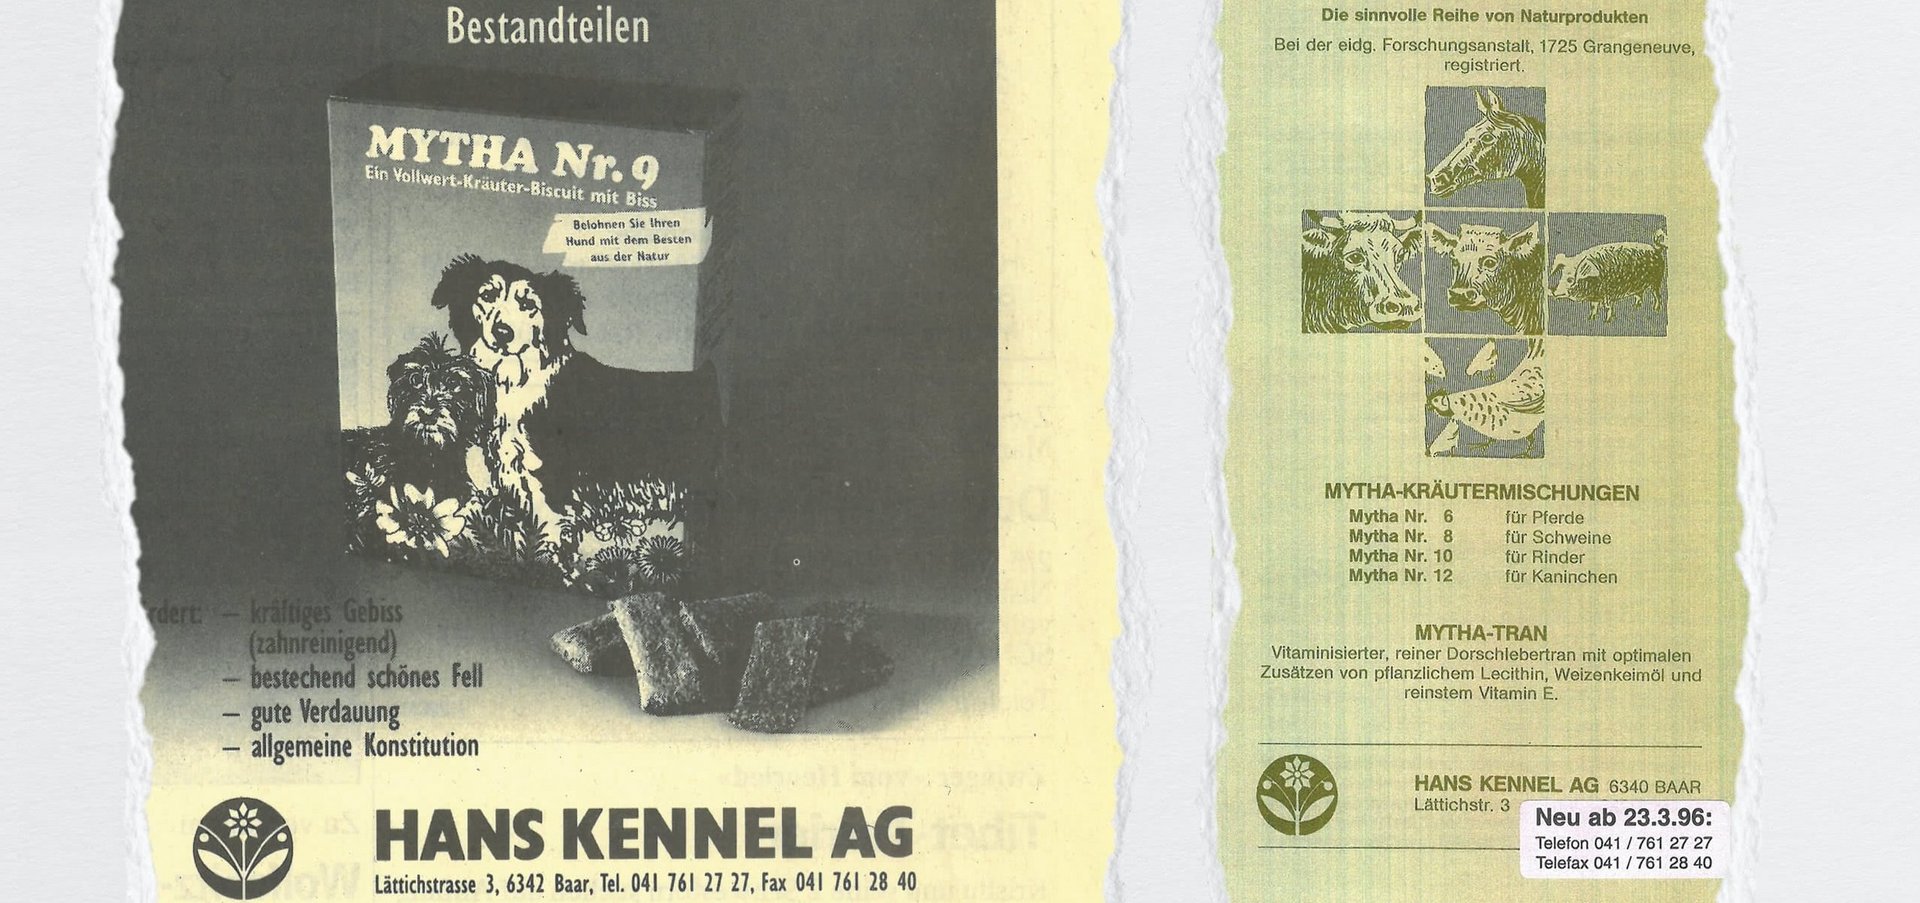 Bestandteilen
MYTHA Nr. 9
Ein Vollwert-Kräuter-Biscuit mit Biss
Belohnen Sie Ihren
Hund mit dem Besten
aus der Natur
rdert: – kräftiges Gebiss
(zahnreinigend)
– bestechend schönes Fell
– gute Verdauung
– allgemeine Konstitution
HANS KENNEL AG
Lättichstrasse 3, 6342 Baar, Tel. 041 761 27 27, Fax 041 761 28 40
Die sinnvolle Reihe von Naturprodukten
Bei der eidg. Forschungsanstalt, 1725 Grangeneuve,
registriert.
MYTHA-KRÄUTERMISCHUNGEN
Mytha Nr. 6 für Pferde
Mytha Nr. 8 für Schweine
Mytha Nr. 10 für Rinder
Mytha Nr. 12 für Kaninchen
MYTHA-TRAN
Vitaminisierter, reiner Dorschlebertran mit optimalen
Zusätzen von pflanzlichem Lecithin, Weizenkeimöl und
reinstem Vitamin E.
HANS KENNEL AG 6340 BAAR
Lättichstr. 3
Neu ab 23.3.96:
Telefon 041 / 761 27 27
Telefax 041 / 761 28 40